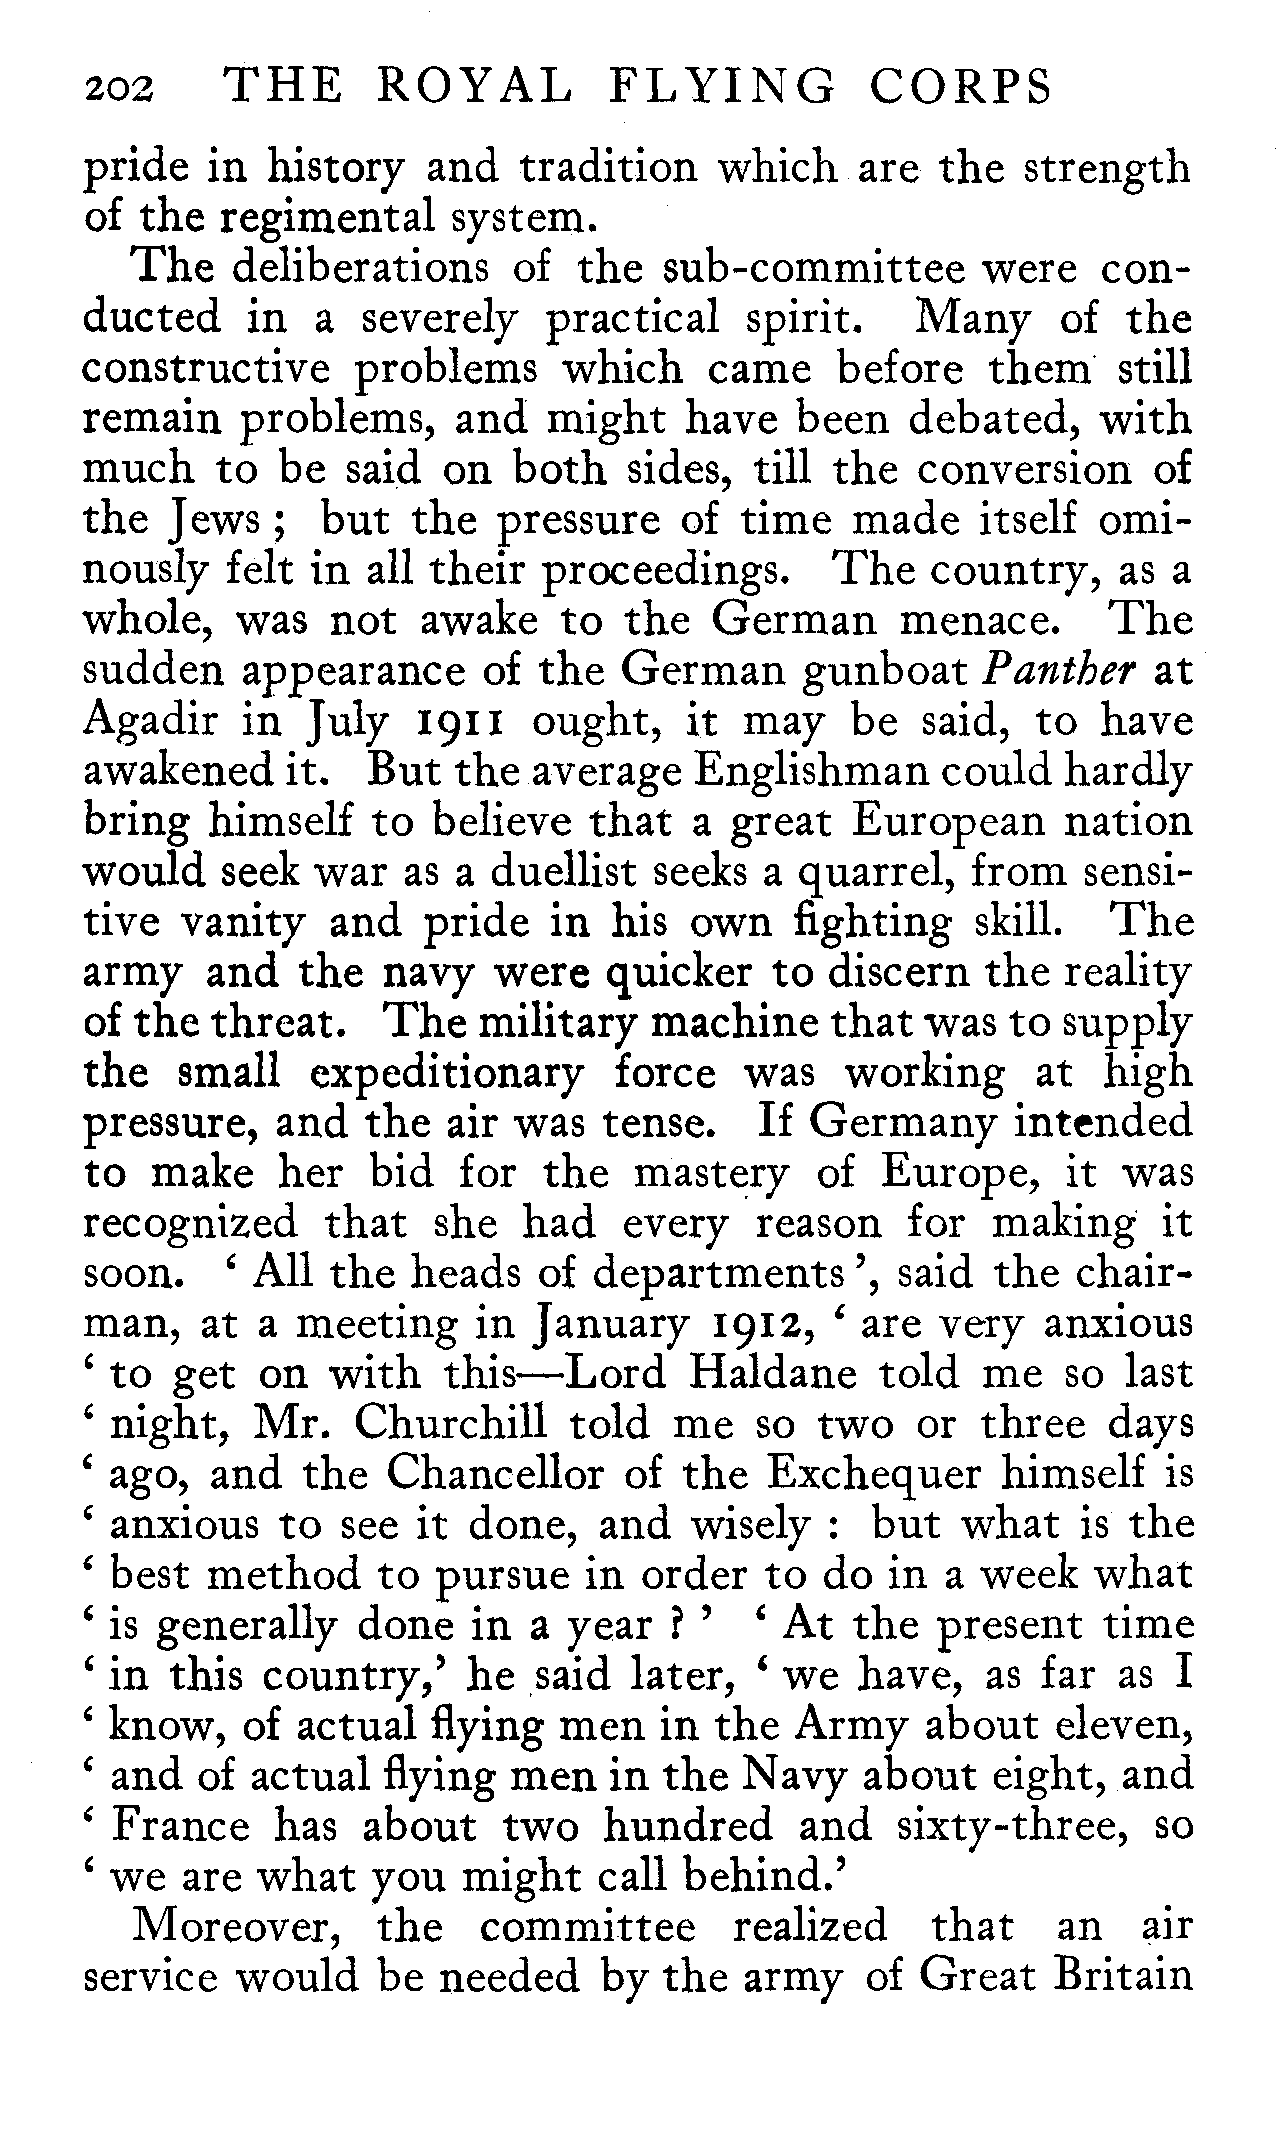 202 THE ROYAL FLYING CORPS
pride in history and tradition which are the strength
of the regimental system.
The deliberations of the sub-committee were con-
ducted in a severely practical spirit. Many of the
constructive problems which came before them still
remain problems, and might have been debated, with
much to be said on both sides, till the conversion of
the Jews ; but the pressure of time made itself omi-
nously felt in all their proceedings. The country, as a
whole, was not awake to the German menace. The
sudden appearance of the German gunboat Panther at
Agadir in July 1911 ought, it may be said, to have
awakened it. But the average Englishman could hardly
bring himself to believe that a great European nation
would seek war as a duellist seeks a quarrel, from sensi-
tive vanity and pride in his own fighting skill. The
army and the navy were quicker to discern the reality
of the threat. The military machine that was to supply
the small expeditionary force was working at high
pressure, and the air was tense. If Germany intended
to make her bid for the mastery of Europe, it was
recognized that she had every reason for making it
soon. ‘ All the heads of departments ’, said the chair-
man, at a meeting in January 1912, ‘ are very anxious
‘ to get on with this—Lord Haldane told me so last
‘ night, Mr. Churchill told me so two or three days
‘ ago, and the Chancellor of the Exchequer himself is
‘ anxious to see it done, and wisely : but what is the
‘ best method to pursue in order to do in a week what
‘ is generally done in a year ? ’ ‘ At the present time
‘ in this country,’ he said later, ‘ we have, as far as I
‘ know, of actual flying men in the Army about eleven,
‘ and of actual flying men in the Navy about eight, and
‘ France has about two hundred and sixty-three, so
‘ we are what you might call behind.’
Moreover, the committee realized that an air
service would be needed by the army of Great Britain